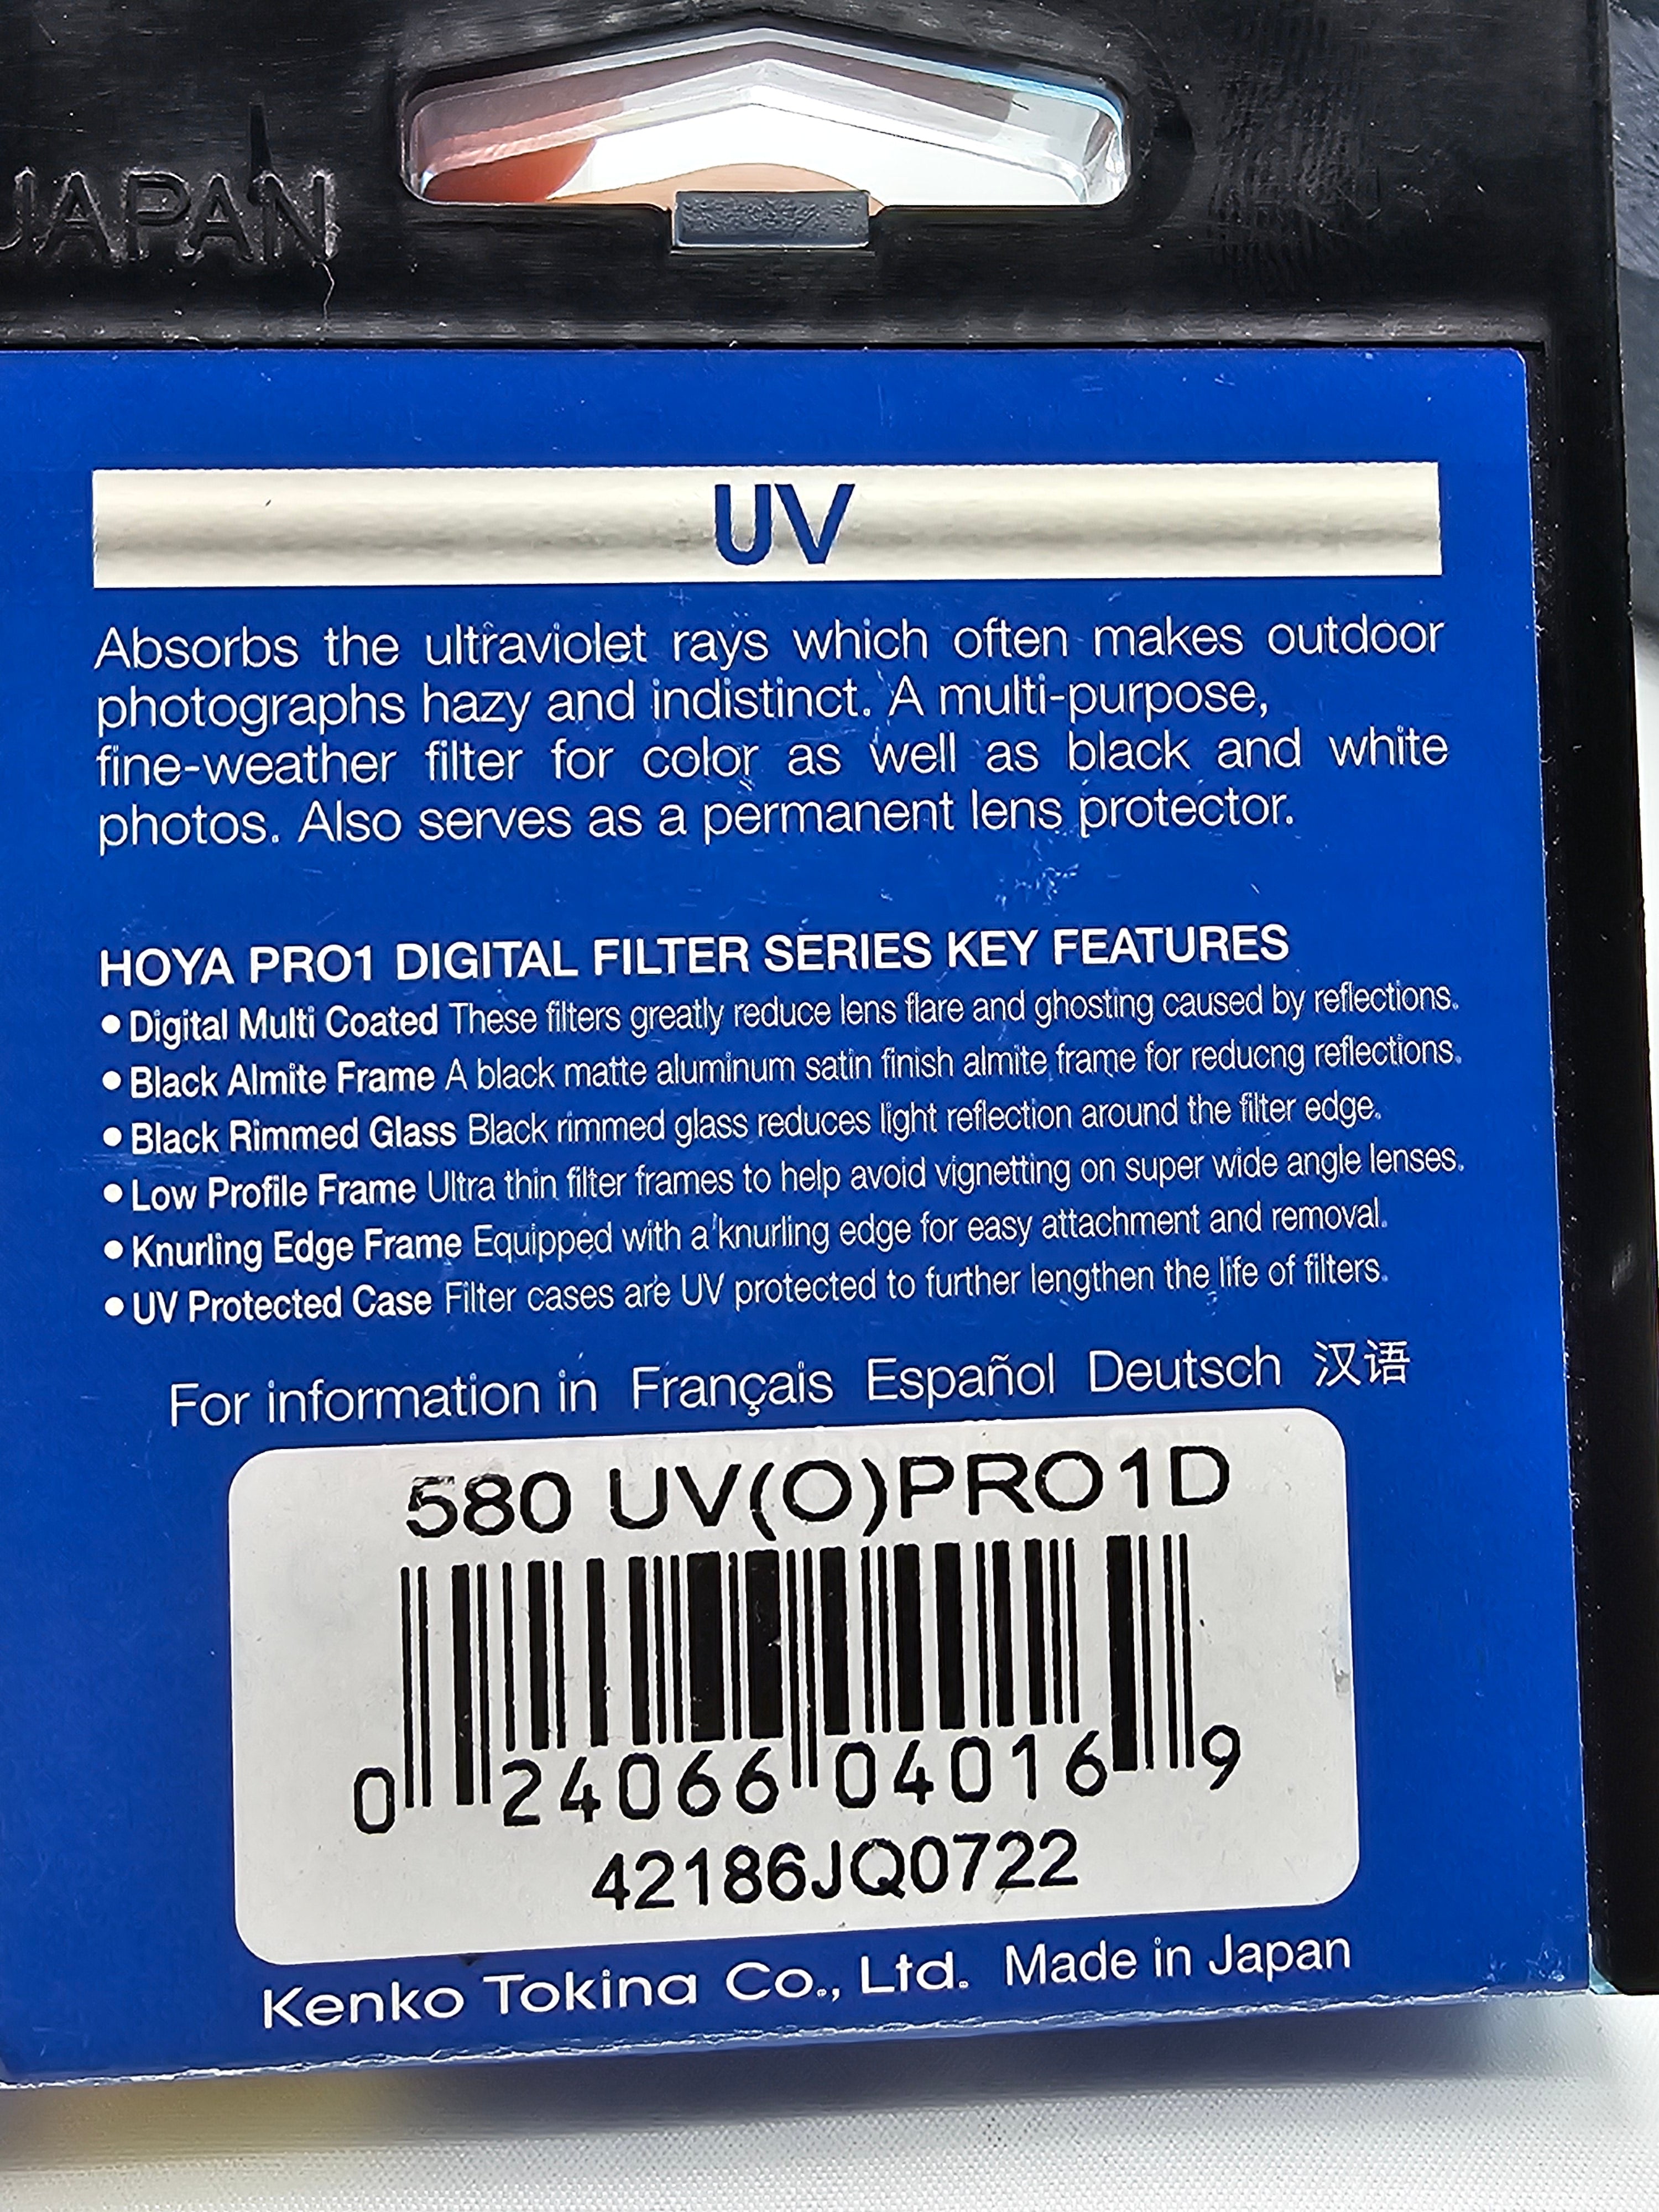 JAPAN
UV
Absorbs the ultraviolet rays which often makes outdoor
photographs hazy and indistinct. A multi-purpose,
fine-weather filter for color as well as black and white
photos. Also serves as a permanent lens protector.
HOYA PRO1 DIGITAL FILTER SERIES KEY FEATURES
• Digital Multi Coated These filters greatly reduce lens flare and ghosting caused by reflections.
• Black Almite Frame A black matte aluminum satin finish almite frame for reducng reflections.
• Black Rimmed Glass Black rimmed glass reduces light reflection around the filter edge.
• Low Profile Frame Ultra thin filter frames to help avoid vignetting on super wide angle lenses.
• Knurling Edge Frame Equipped with a knurling edge for easy attachment and removal.
• UV Protected Case Filter cases are UV protected to further lengthen the life of filters.
For information in Français Español Deutsch 汉语
580 UV(O)PRO1D
0 24066 04016 9
42186JQ0722
Kenko Tokina Co., Ltd. Made in Japan